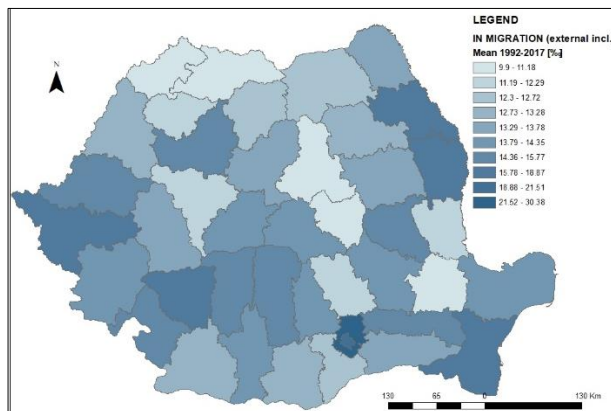 LEGEND
IN MIGRATION (external incl.
Mean 1992-2017 [‰]
9.9 - 11.18
11.19 - 12.29
12.3 - 12.72
12.73 - 13.28
13.29 - 13.78
13.79 - 14.35
14.36 - 15.77
15.78 - 18.87
18.88 - 21.51
21.52 - 30.38
N
130 65 0 130 Km